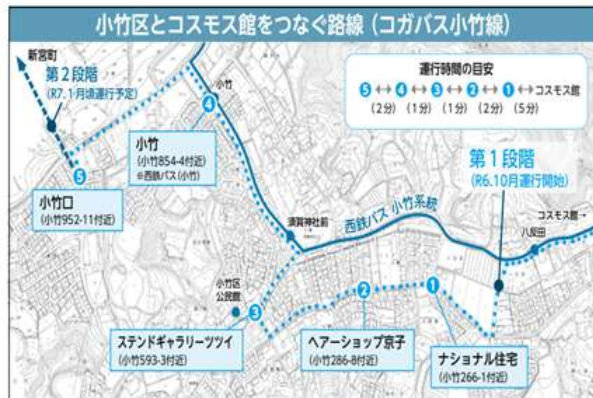 小竹区とコスモス館をつなぐ路線（コガバス小竹線）
新宮町
第2段階
（R7.1月頃運行予定）
小竹
運行時間の目安
⑤↔④↔③↔②↔①↔コスモス館
（2分）（1分）（1分）（2分）（5分）
④
小竹
（小竹854-4付近）
※西鉄バス（小竹）
第1段階
（R6.10月運行開始）
⑤
小竹口
（小竹952-11付近）
須賀神社前
西鉄バス 小竹系統
コスモス館→
八反田
小竹区
公民館
③
②
①
ステンドギャラリーツツイ
（小竹593-3付近）
ヘアーショップ京子
（小竹286-8付近）
ナショナル住宅
（小竹266-1付近）